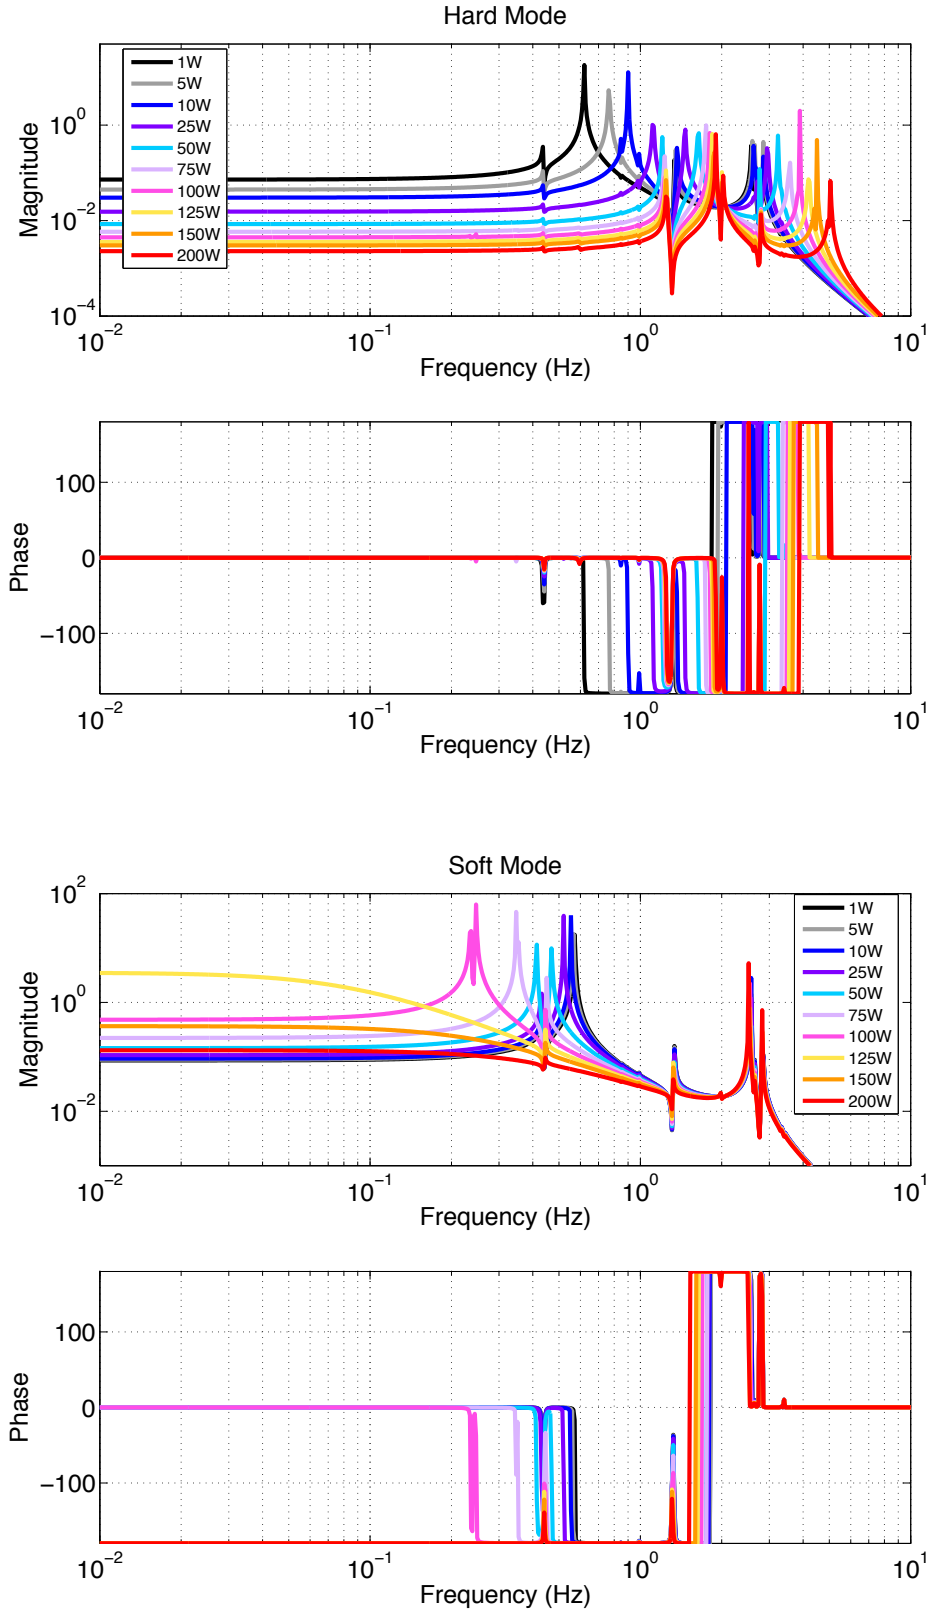 Hard Mode
1W
5W
10W
25W
50W
75W
100W
125W
150W
200W
10^0
10^−2
10^−4
Magnitude
10^−2 10^−1 10^0 10^1
Frequency (Hz)
100
0
−100
Phase
10^−2 10^−1 10^0 10^1
Frequency (Hz)
Soft Mode
10^2
10^0
10^−2
Magnitude
1W
5W
10W
25W
50W
75W
100W
125W
150W
200W
10^−2 10^−1 10^0 10^1
Frequency (Hz)
100
0
−100
Phase
10^−2 10^−1 10^0 10^1
Frequency (Hz)